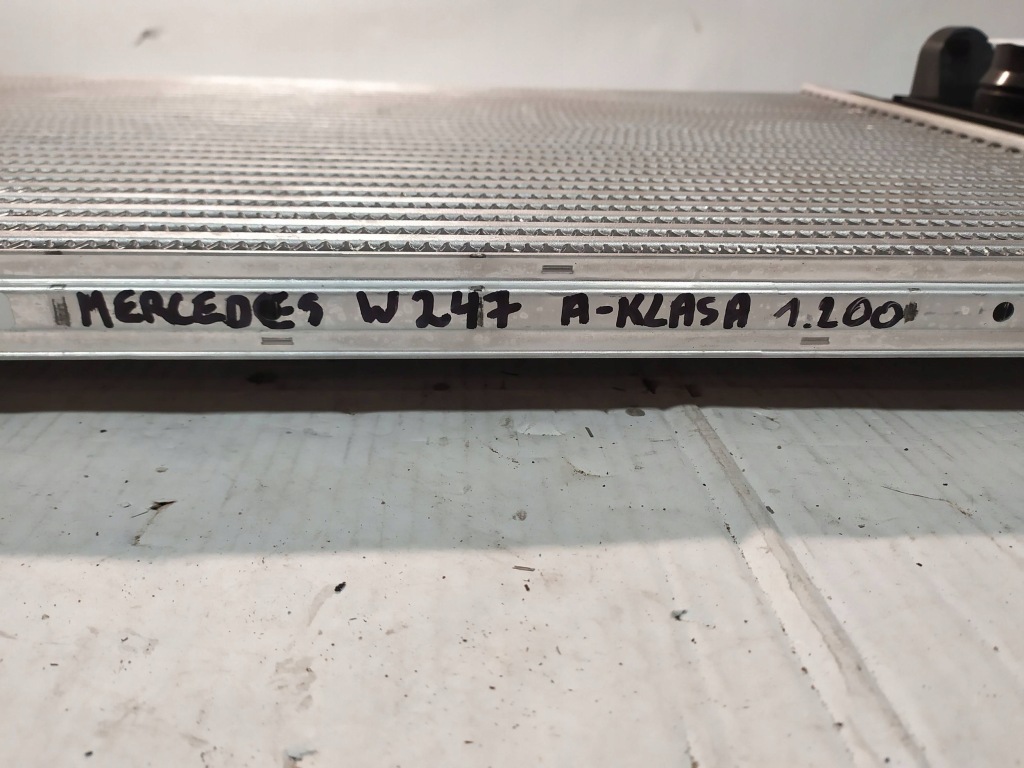 MERCEDES W247 A-KLASA 1.200